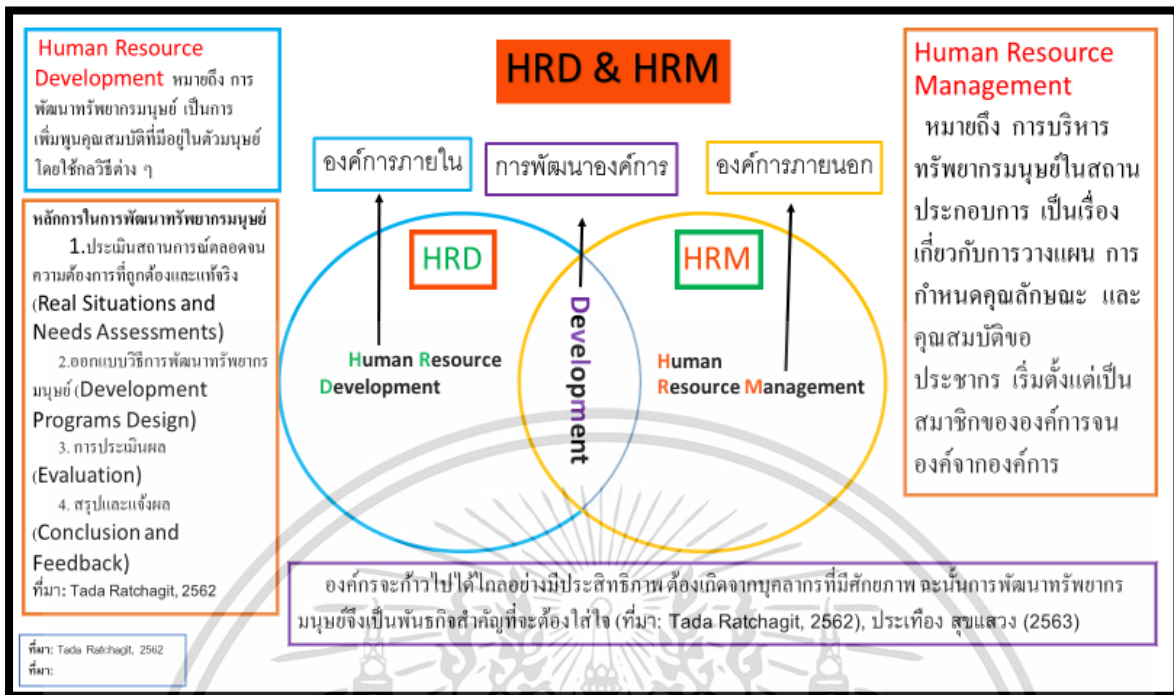 Human Resource
Development หมายถึง การ
พัฒนาทรัพยากรมนุษย์ เป็นการ
เพิ่มพูนคุณสมบัติที่มีอยู่ในตัวมนุษย์
โดยใช้กลวิธีต่าง ๆ
HRD & HRM
Human Resource
Management
หมายถึง การบริหาร
ทรัพยากรมนุษย์ในสถาน
ประกอบการ เป็นเรื่อง
เกี่ยวกับการวางแผน การ
กำหนดคุณลักษณะ และ
คุณสมบัติขอ
ประชากร เริ่มตั้งแต่เป็น
สมาชิกขององค์การจน
องค์จากองค์การ
องค์การภายใน
การพัฒนาองค์การ
องค์การภายนอก
หลักการในการพัฒนาทรัพยากรมนุษย์
1.ประเมินสถานการณ์ตลอดจน
ความต้องการที่ถูกต้องและแท้จริง
(Real Situations and
Needs Assessments)
2.ออกแบบวิธีการพัฒนาทรัพยากร
มนุษย์ (Development
Programs Design)
3. การประเมินผล
(Evaluation)
4. สรุปและแจ้งผล
(Conclusion and
Feedback)
ที่มา: Tada Ratchagit, 2562
HRD
HRM
Human Resource
Development
Development
Human
Resource Management
องค์กรจะก้าวไปได้ไกลอย่างมีประสิทธิภาพ ต้องเกิดจากบุคลากรที่มีศักยภาพ ฉะนั้นการพัฒนาทรัพยากร
มนุษย์จึงเป็นพันธกิจสำคัญที่จะต้องใส่ใจ (ที่มา: Tada Ratchagit, 2562), ประเทือง สุขแสวง (2563)
ที่มา: Tada Ratchagit, 2562
ที่มา: